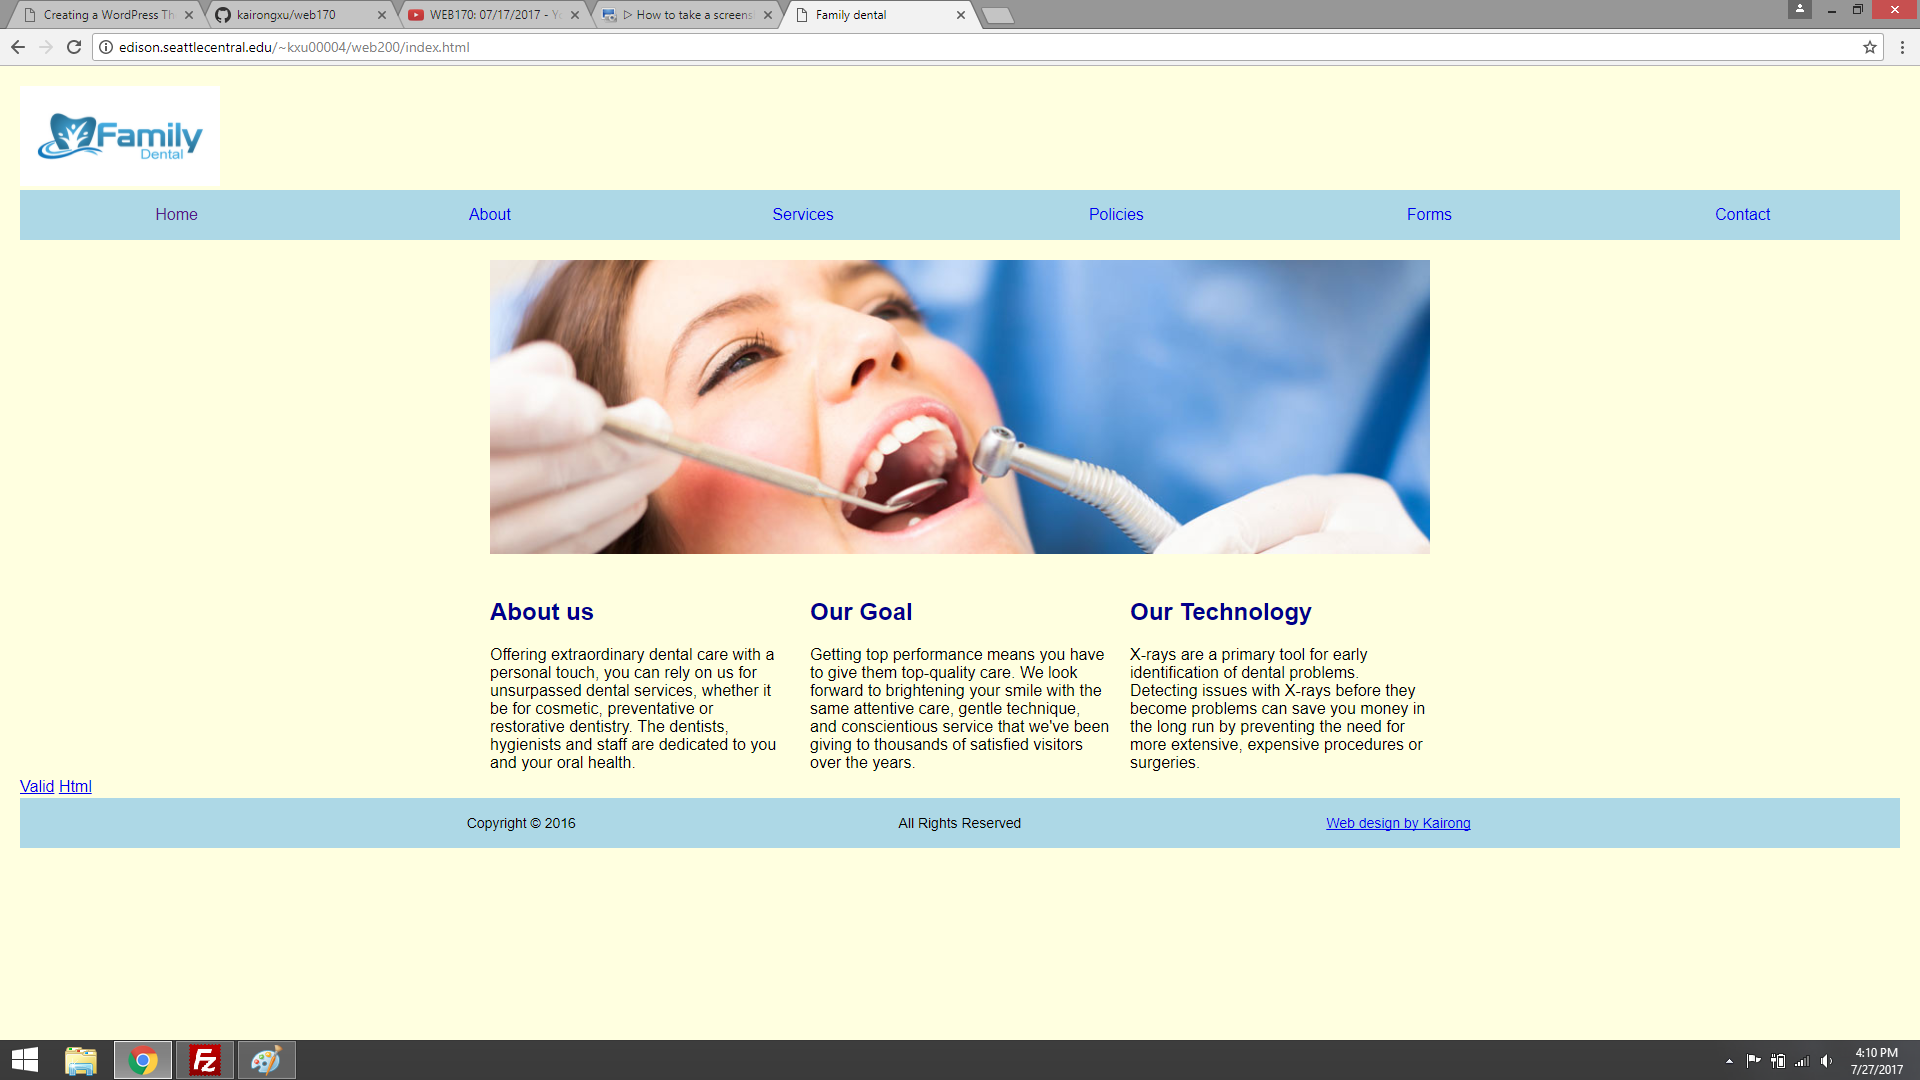 Creating a WordPress Th
kairongxu/web170
WEB170: 07/17/2017 - Yo
How to take a screens
Family dental
edison.seattlecentral.edu/~kxu00004/web200/index.html
Family
Dental
Home About Services Policies Forms Contact
About us
Offering extraordinary dental care with a
personal touch, you can rely on us for
unsurpassed dental services, whether it
be for cosmetic, preventative or
restorative dentistry. The dentists,
hygienists and staff are dedicated to you
and your oral health.
Our Goal
Getting top performance means you have
to give them top-quality care. We look
forward to brightening your smile with the
same attentive care, gentle technique,
and conscientious service that we've been
giving to thousands of satisfied visitors
over the years.
Our Technology
X-rays are a primary tool for early
identification of dental problems.
Detecting issues with X-rays before they
become problems can save you money in
the long run by preventing the need for
more extensive, expensive procedures or
surgeries.
Valid Html
Copyright © 2016 All Rights Reserved Web design by Kairong
Fz
4:10 PM
7/27/2017